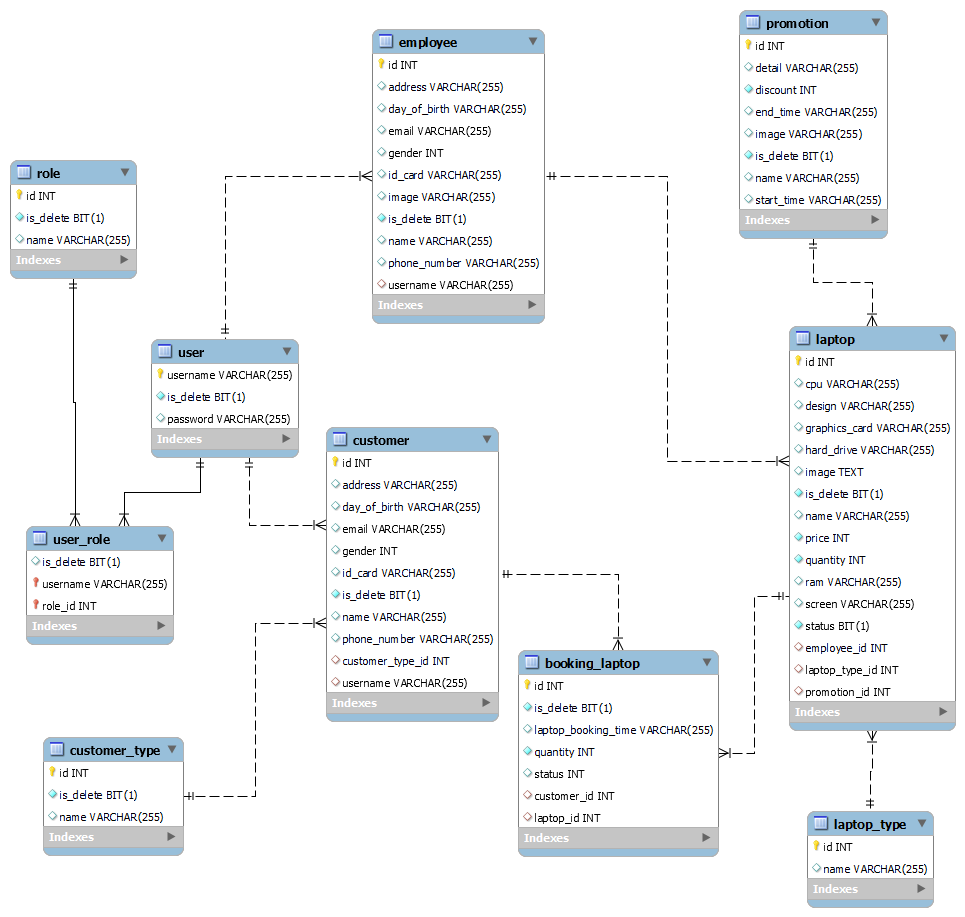 employee
id INT
address VARCHAR(255)
day_of_birth VARCHAR(255)
email VARCHAR(255)
gender INT
id_card VARCHAR(255)
image VARCHAR(255)
is_delete BIT(1)
name VARCHAR(255)
phone_number VARCHAR(255)
username VARCHAR(255)
Indexes
promotion
id INT
detail VARCHAR(255)
discount INT
end_time VARCHAR(255)
image VARCHAR(255)
is_delete BIT(1)
name VARCHAR(255)
start_time VARCHAR(255)
Indexes
role
id INT
is_delete BIT(1)
name VARCHAR(255)
Indexes
user
username VARCHAR(255)
is_delete BIT(1)
password VARCHAR(255)
Indexes
laptop
id INT
cpu VARCHAR(255)
design VARCHAR(255)
graphics_card VARCHAR(255)
hard_drive VARCHAR(255)
image TEXT
is_delete BIT(1)
name VARCHAR(255)
price INT
quantity INT
ram VARCHAR(255)
screen VARCHAR(255)
status BIT(1)
employee_id INT
laptop_type_id INT
promotion_id INT
Indexes
customer
id INT
address VARCHAR(255)
day_of_birth VARCHAR(255)
email VARCHAR(255)
gender INT
id_card VARCHAR(255)
is_delete BIT(1)
name VARCHAR(255)
phone_number VARCHAR(255)
customer_type_id INT
username VARCHAR(255)
Indexes
user_role
is_delete BIT(1)
username VARCHAR(255)
role_id INT
Indexes
booking_laptop
id INT
is_delete BIT(1)
laptop_booking_time VARCHAR(255)
quantity INT
status INT
customer_id INT
laptop_id INT
Indexes
customer_type
id INT
is_delete BIT(1)
name VARCHAR(255)
Indexes
laptop_type
id INT
name VARCHAR(255)
Indexes